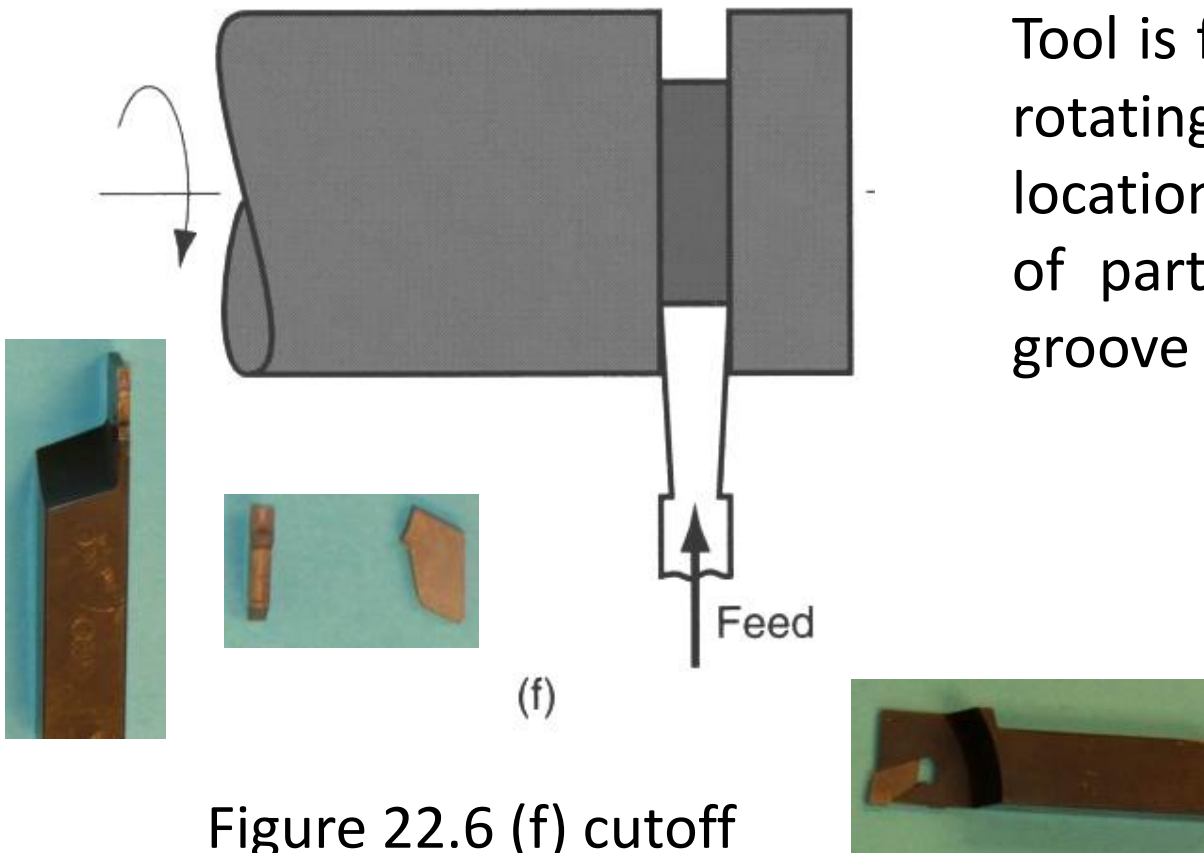 Tool is
rotating
location
of part
groove
Feed
(f)
Figure 22.6 (f) cutoff